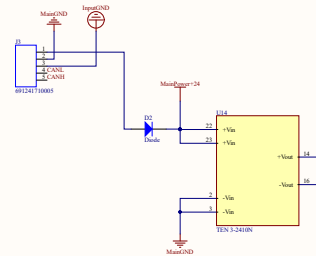 MainGND
InputGND
J3
1
2
3
4 CANL
5 CANH
691241710005
MainPower+24
D2
Diode
U14
22 +Vin
23 +Vin
+Vout 14
-Vout 16
2 -Vin
3 -Vin
TEN 3-2410N
MainGND